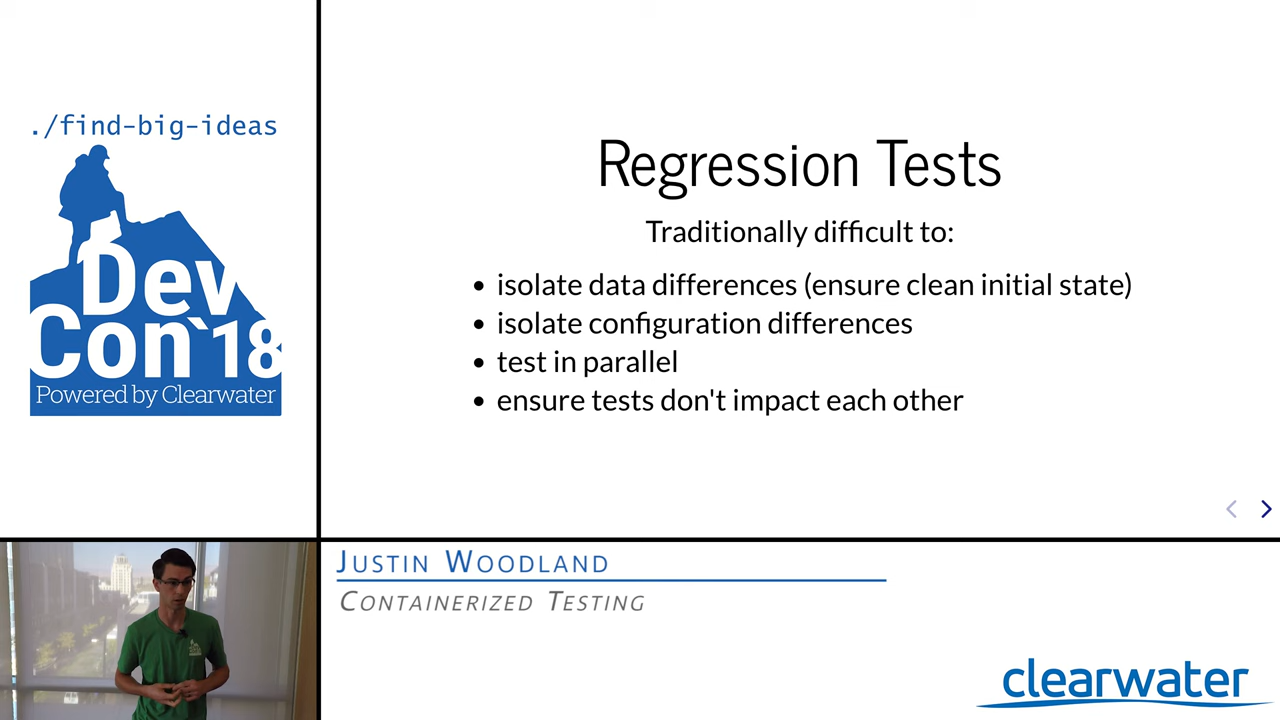 ./find-big-ideas
Dev
Con`18
Powered by Clearwater
Regression Tests
Traditionally difficult to:
• isolate data differences (ensure clean initial state)
• isolate configuration differences
• test in parallel
• ensure tests don't impact each other
JUSTIN WOODLAND
CONTAINERIZED TESTING
clearwater